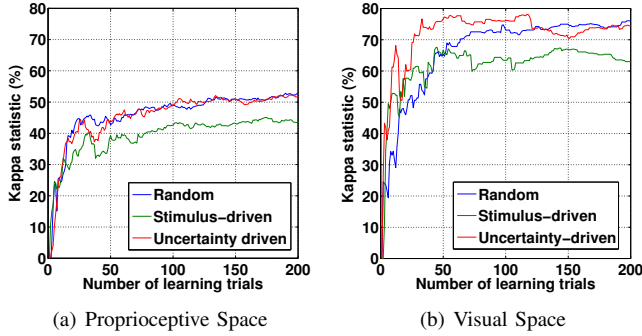 80
70
60
50
40
30
20
10
0
Kappa statistic (%)
0 50 100 150 200
Number of learning trials
Random
Stimulus-driven
Uncertainty driven
(a) Proprioceptive Space
80
70
60
50
40
30
20
10
0
Kappa statistic (%)
0 50 100 150 200
Number of learning trials
Random
Stimulus-driven
Uncertainty-driven
(b) Visual Space